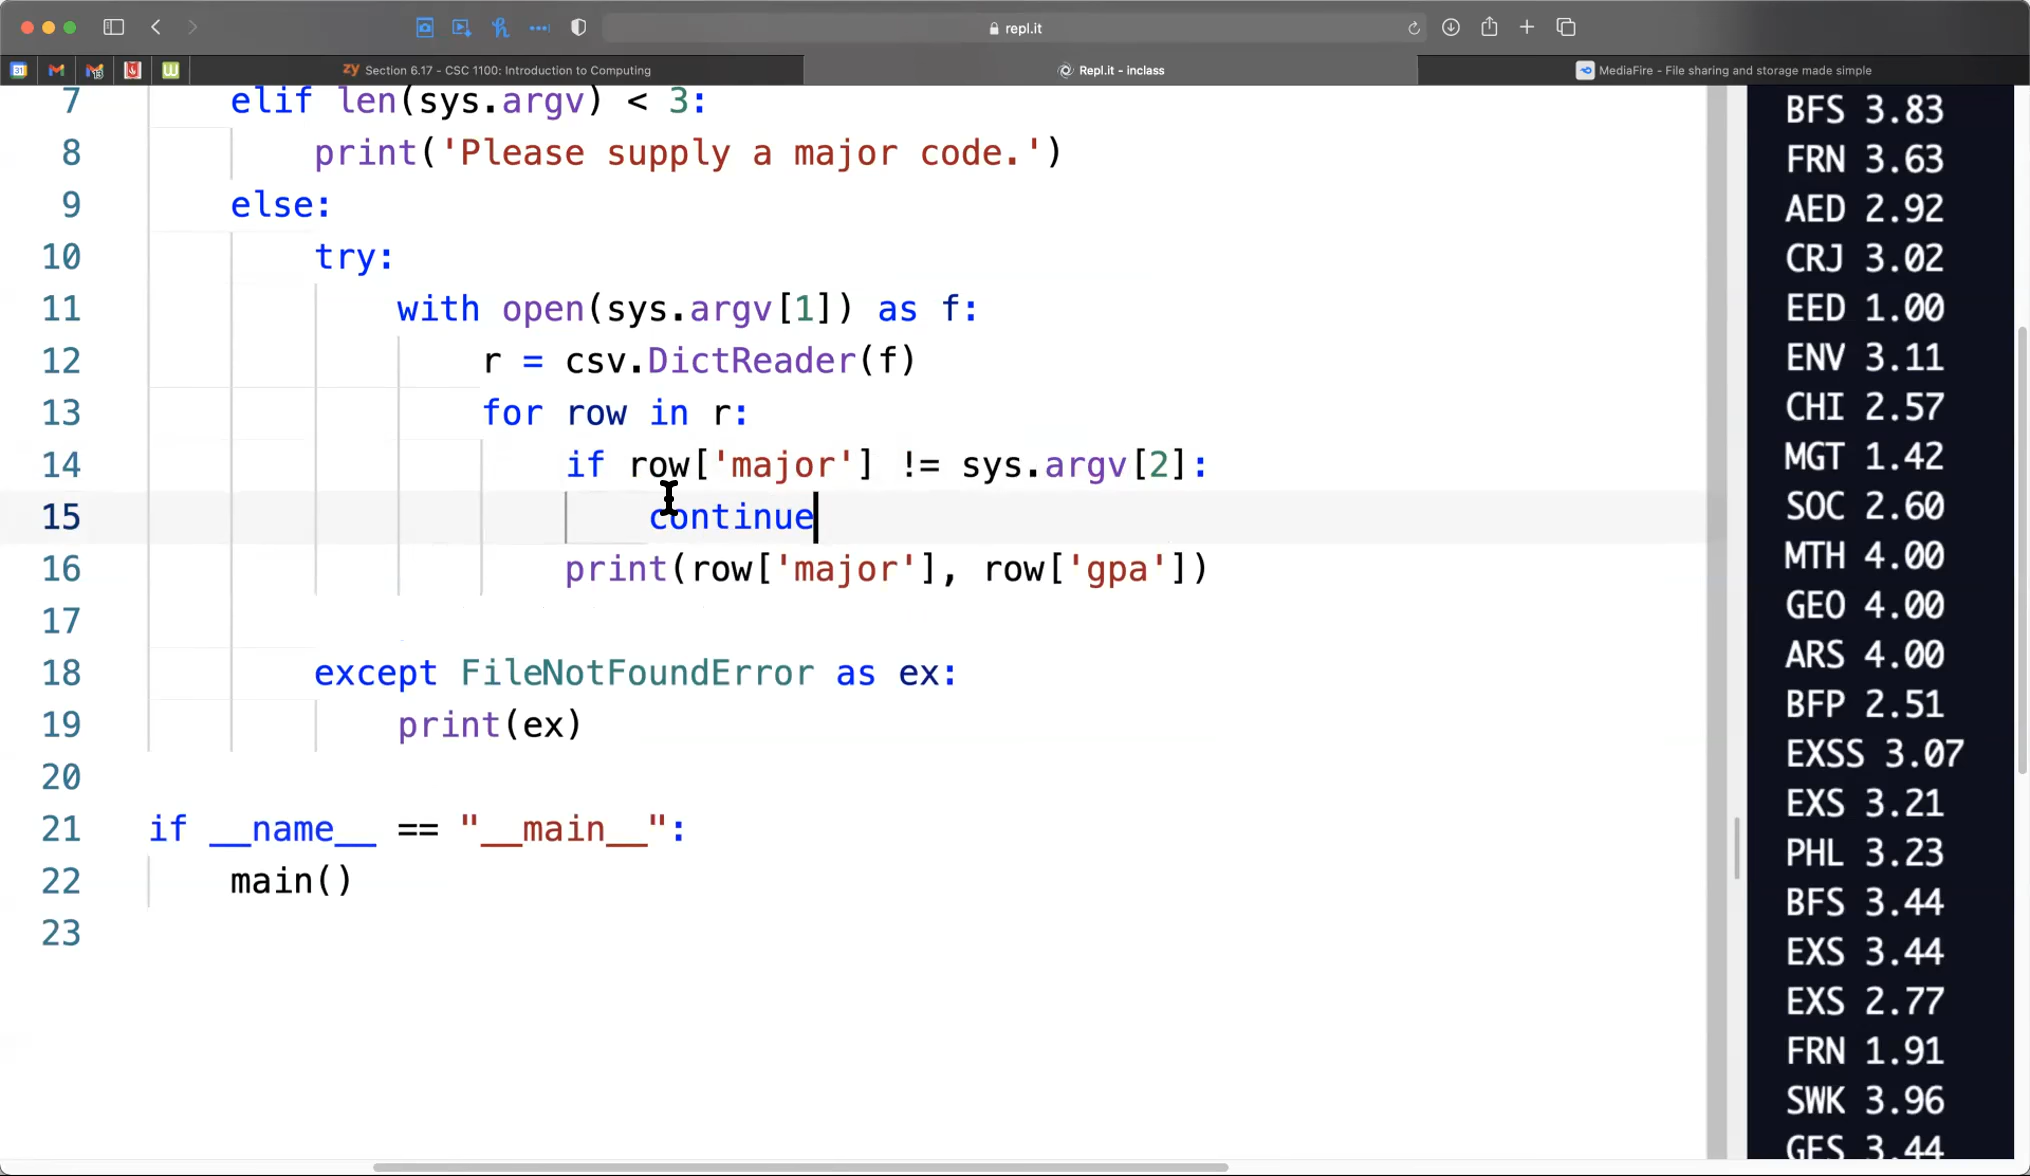 repl.it
Section 6.17 - CSC 1100: Introduction to Computing
Repl.it - inclass
MediaFire - File sharing and storage made simple
7 elif len(sys.argv) < 3:
8 print('Please supply a major code.')
9 else:
10 try:
11 with open(sys.argv[1]) as f:
12 r = csv.DictReader(f)
13 for row in r:
14 if row['major'] != sys.argv[2]:
15 continue
16 print(row['major'], row['gpa'])
17
18 except FileNotFoundError as ex:
19 print(ex)
20
21 if __name__ == "__main__":
22 main()
23
BFS 3.83
FRN 3.63
AED 2.92
CRJ 3.02
EED 1.00
ENV 3.11
CHI 2.57
MGT 1.42
SOC 2.60
MTH 4.00
GEO 4.00
ARS 4.00
BFP 2.51
EXSS 3.07
EXS 3.21
PHL 3.23
BFS 3.44
EXS 3.44
EXS 2.77
FRN 1.91
SWK 3.96
GES 3.44